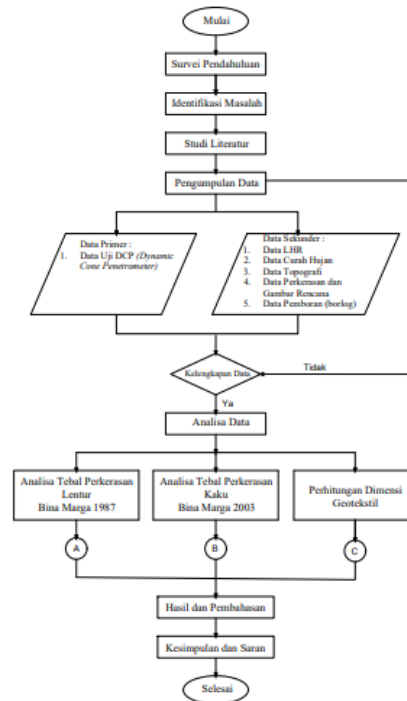 Mulai
Survei Pendahuluan
Identifikasi Masalah
Studi Literatur
Pengumpulan Data
Data Primer :
1. Data Uji DCP (Dynamic
Cone Penetrometer)
Data Sekunder :
1. Data LHR
2. Data Curah Hujan
3. Data Topografi
4. Data Perkerasan dan
Gambar Rencana
5. Data Pemboran (borlog)
Kelengkapan Data
Tidak
Ya
Analisa Data
Analisa Tebal Perkerasan
Lentur
Bina Marga 1987
Analisa Tebal Perkerasan
Kaku
Bina Marga 2003
Perhitungan Dimensi
Geotekstil
A
B
C
Hasil dan Pembahasan
Kesimpulan dan Saran
Selesai